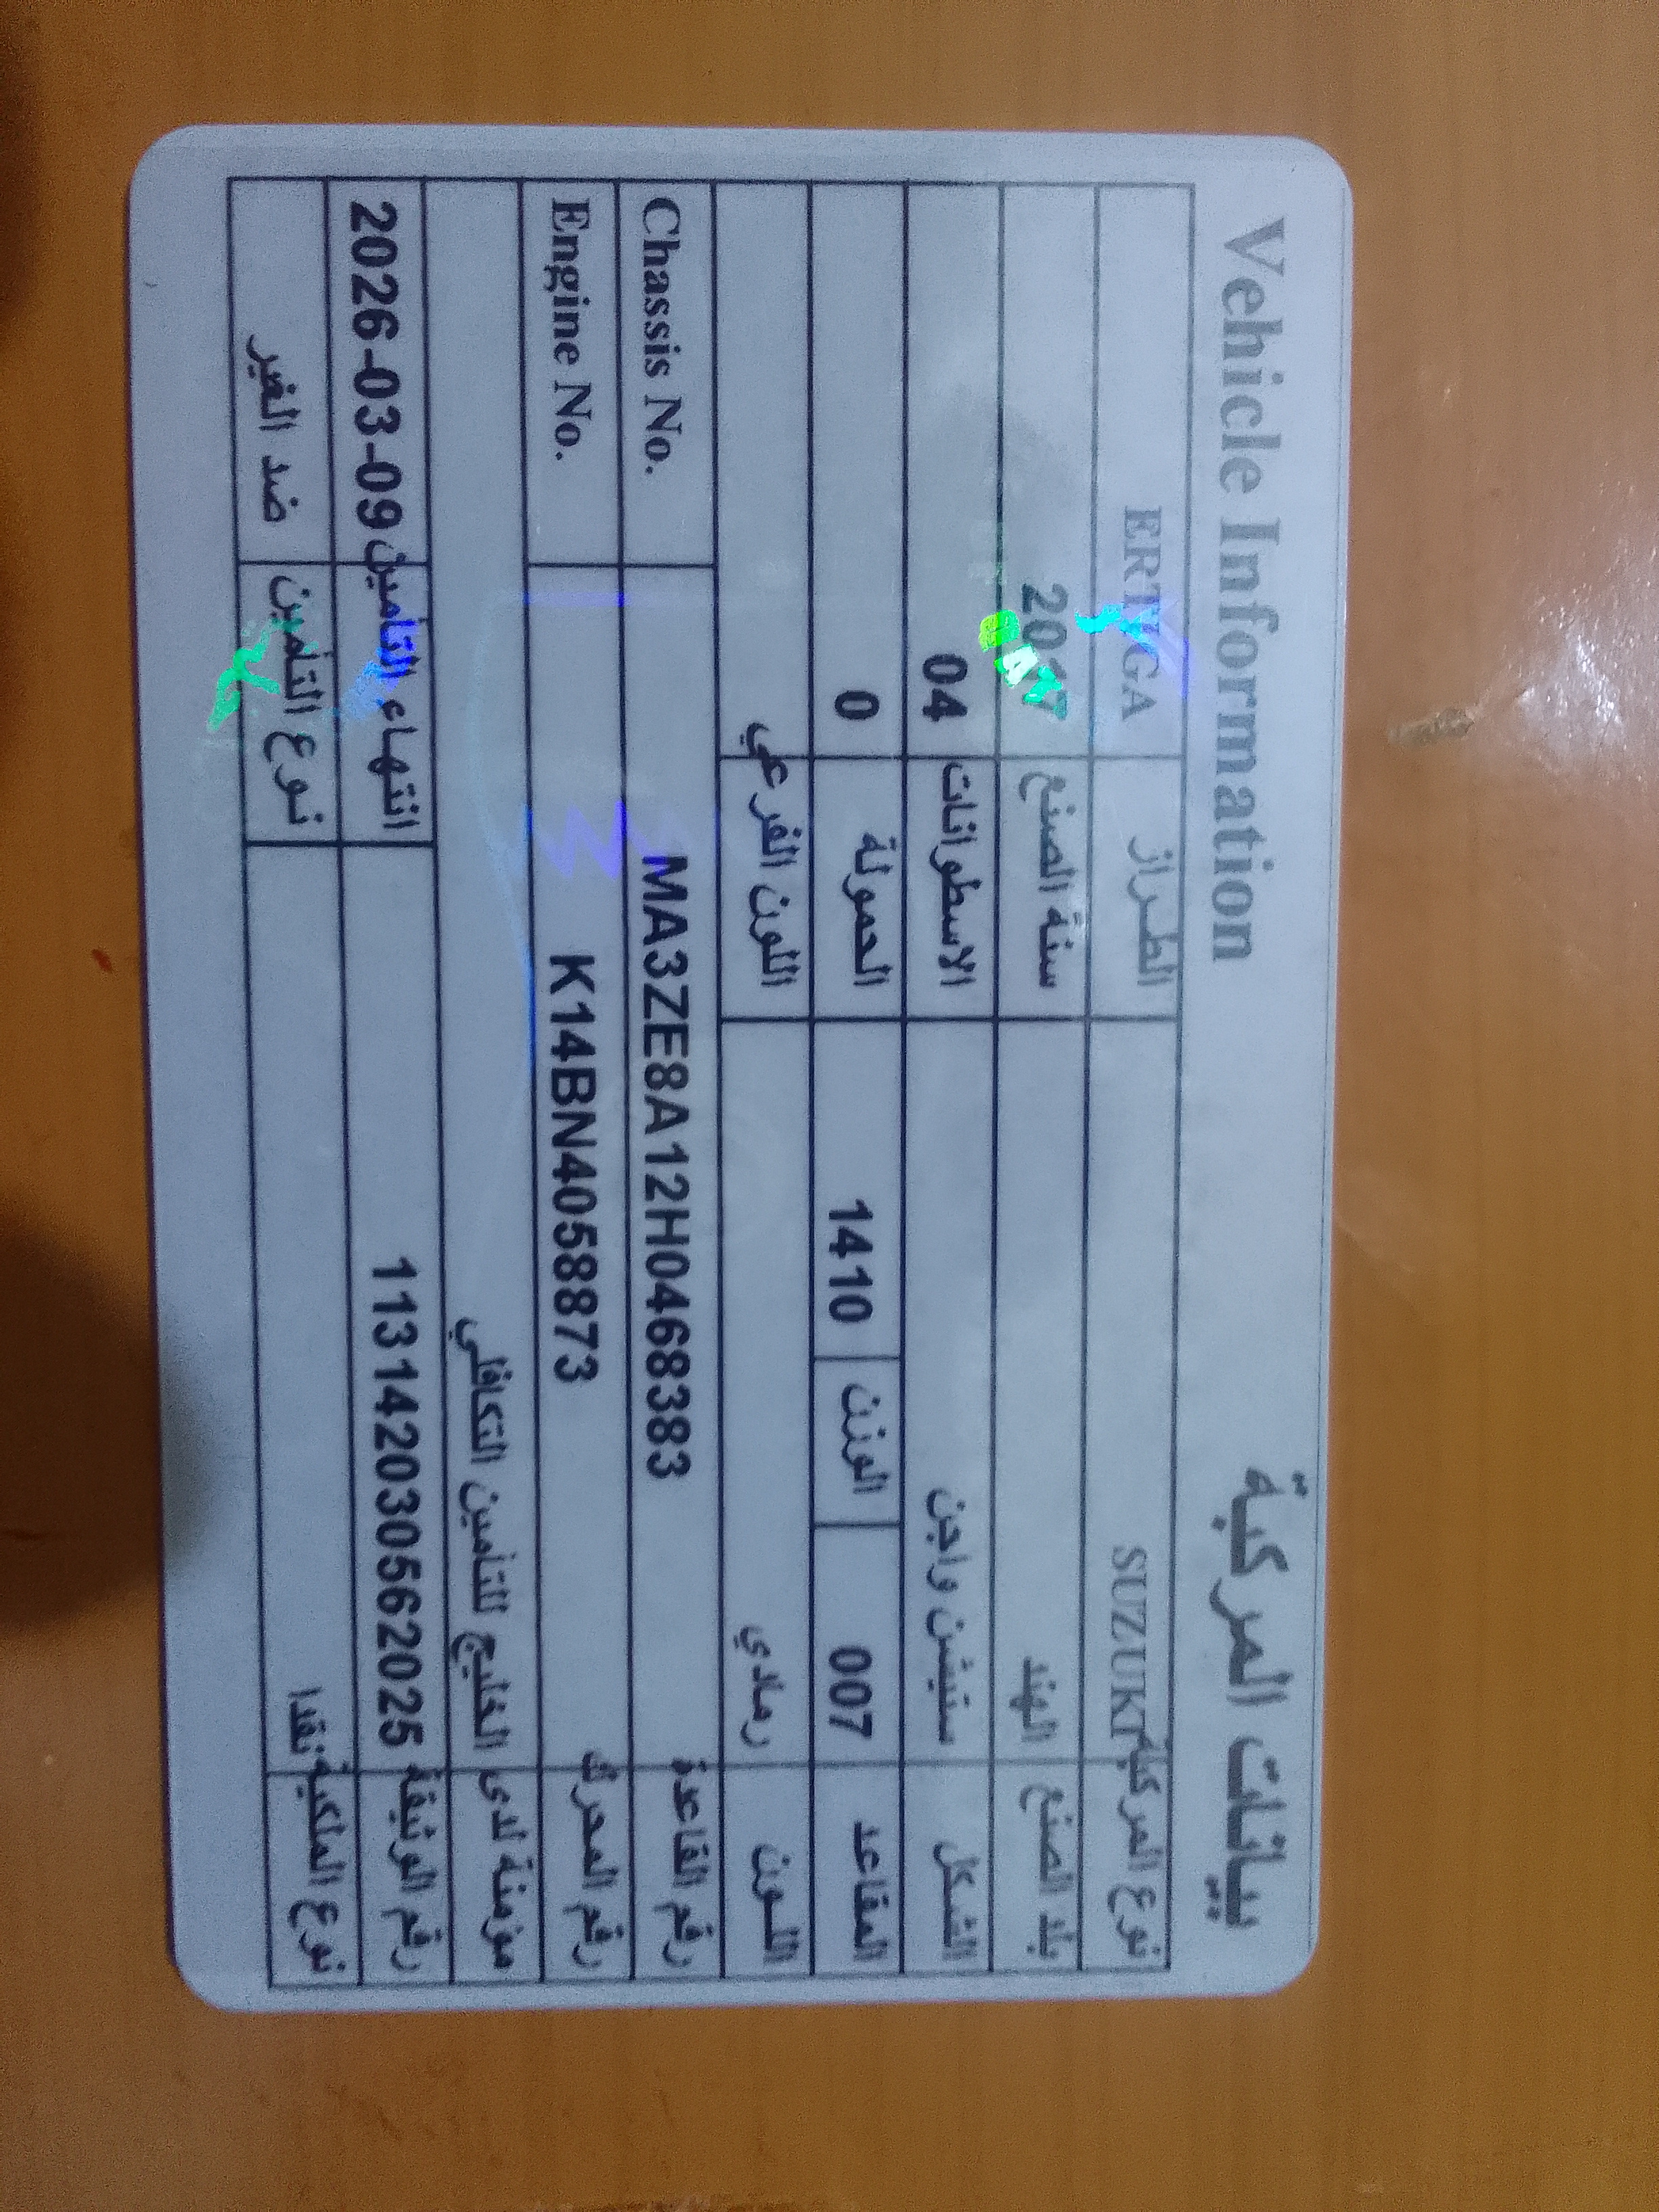 Vehicle Information بيانات المركبة
نوع المركبة SUZUKI الطراز ERTIGA
بلد الصنع الهند سنة الصنع 2017
الشكل ستيشن واجن الاسطوانات 04
المقاعد 007 الوزن 1410 الحمولة 0
اللون رمادي اللون الفرعي
رقم القاعدة MA3ZE8A12H0468383 Chassis No.
رقم المحرك K14BN4058873 Engine No.
مؤمنة لدى الخليج للتأمين التكافلي
رقم الوثيقة 113142030562025 انتهاء التأمين 2026-03-09
نوع الملكية نقدا نوع التأمين ضد الغير